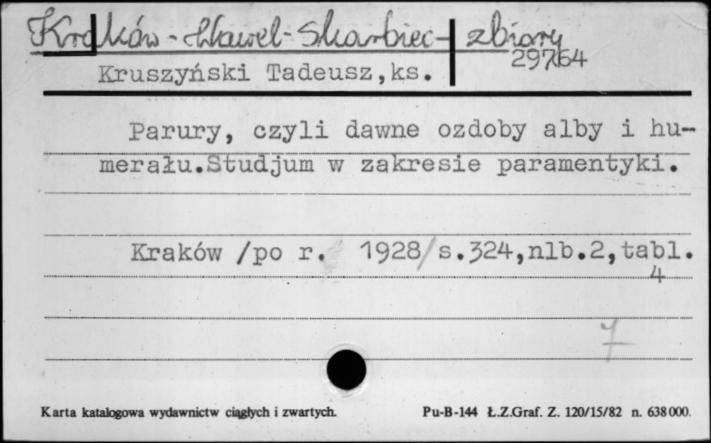 Kraków - Wawel - Skarbiec - zbiory
29764
Kruszyński Tadeusz,ks.
Parury, czyli dawne ozdoby alby i hu-
merału.Studjum w zakresie paramentyki.
Kraków /po r. 1928/ s.324,nlb.2,tabl.
4
7
Karta katalogowa wydawnictw ciągłych i zwartych.
Pu-B-144 Ł.Z.Graf. Z. 120/15/82 n. 638000.